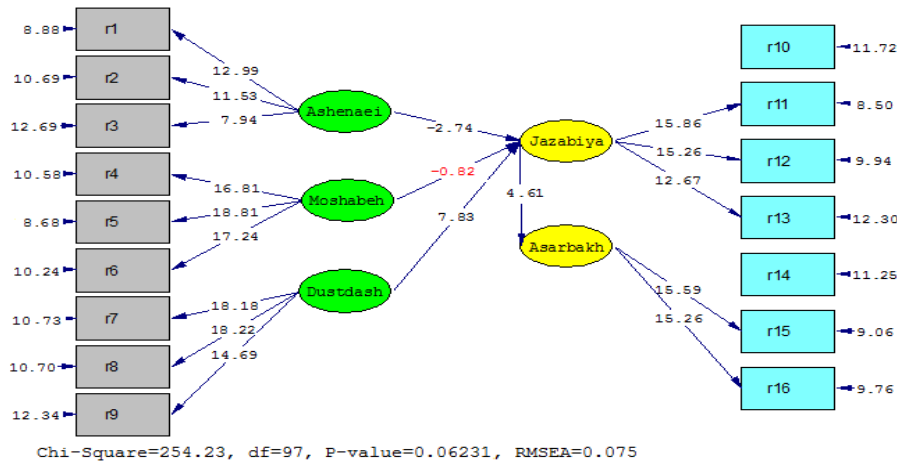 8.88 r1
10.69 r2
12.69 r3
10.58 r4
8.68 r5
10.24 r6
10.73 r7
10.70 r8
12.34 r9
12.99
11.53
7.94
16.81
18.81
17.24
18.18
18.22
14.69
Ashenaei
Moshabeh
Dustdash
-2.74
-0.82
7.83
Jazabiya
4.61
Asarbakh
15.86
15.26
12.67
15.59
15.26
r10 11.72
r11 8.50
r12 9.94
r13 12.30
r14 11.25
r15 9.06
r16 9.76
Chi-Square=254.23, df=97, P-value=0.06231, RMSEA=0.075